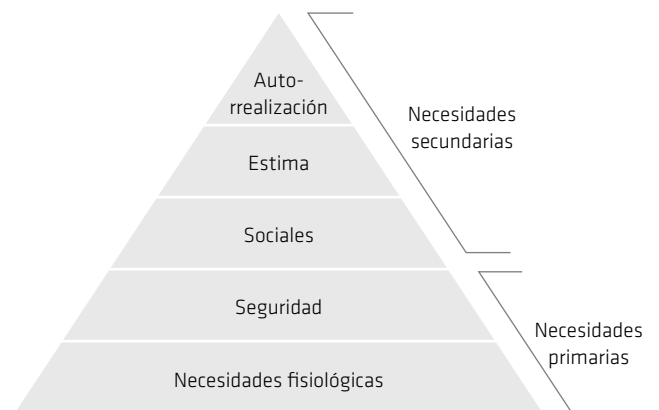 Auto-
rrealización
Necesidades
secundarias
Estima
Sociales
Seguridad
Necesidades
primarias
Necesidades fisiológicas